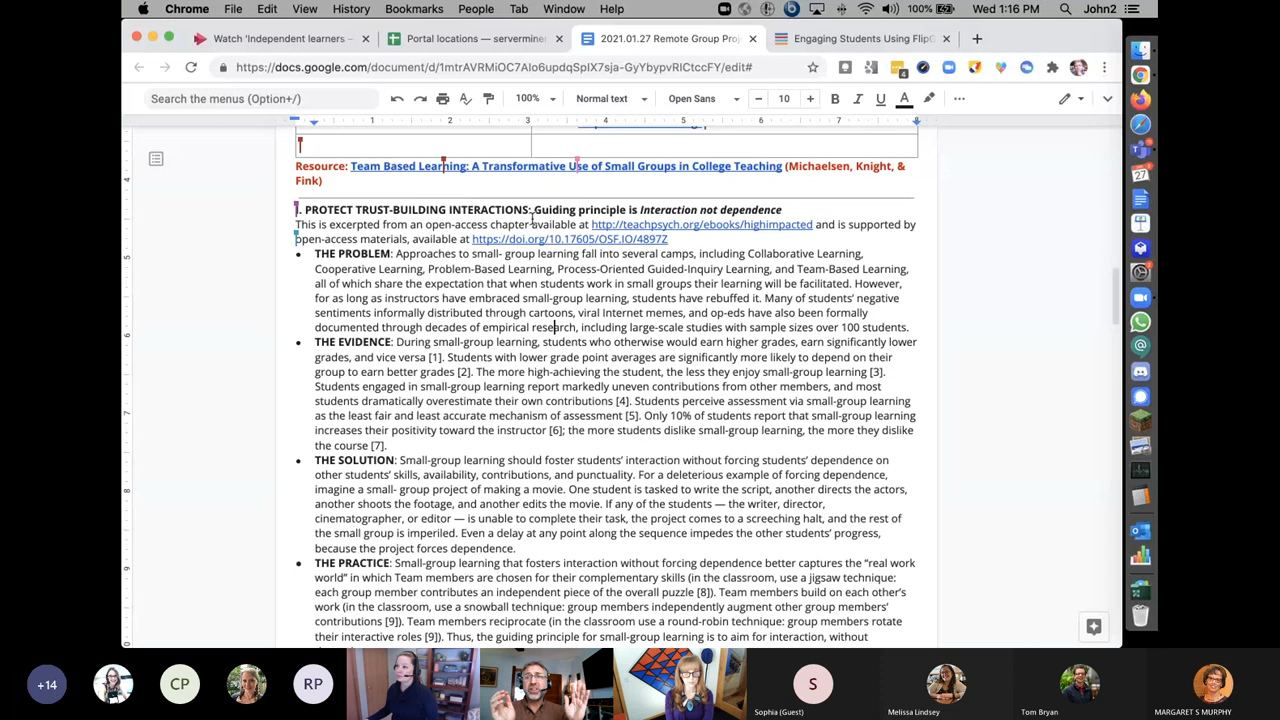 Chrome File Edit View History Bookmarks People Tab Window Help 100% Wed 1:16 PM John2
Watch 'Independent learners – Portal locations — serverminer 2021.01.27 Remote Group Proj Engaging Students Using FlipG
https://docs.google.com/document/d/
Search the menus (Option+/) 100% Normal text Open Sans 10 B I U A
1 2 3 4 5 6 7 8
Resource: Team Based Learning: A Transformative Use of Small Groups in College Teaching (Michaelsen, Knight, &
Fink)
I. PROTECT TRUST-BUILDING INTERACTIONS: Guiding principle is Interaction not dependence
This is excerpted from an open-access chapter available at http://teachpsych.org/ebooks/highimpacted and is supported by
open-access materials, available at https://doi.org/10.17605/OSF.IO/4897Z
● THE PROBLEM: Approaches to small- group learning fall into several camps, including Collaborative Learning,
Cooperative Learning, Problem-Based Learning, Process-Oriented Guided-Inquiry Learning, and Team-Based Learning,
all of which share the expectation that when students work in small groups their learning will be facilitated. However,
for as long as instructors have embraced small-group learning, students have rebuffed it. Many of students' negative
sentiments informally distributed through cartoons, viral Internet memes, and op-eds have also been formally
documented through decades of empirical research, including large-scale studies with sample sizes over 100 students.
● THE EVIDENCE: During small-group learning, students who otherwise would earn higher grades, earn significantly lower
grades, and vice versa [1]. Students with lower grade point averages are significantly more likely to depend on their
group to earn better grades [2]. The more high-achieving the student, the less they enjoy small-group learning [3].
Students engaged in small-group learning report markedly uneven contributions from other members, and most
students dramatically overestimate their own contributions [4]. Students perceive assessment via small-group learning
as the least fair and least accurate mechanism of assessment [5]. Only 10% of students report that small-group learning
increases their positivity toward the instructor [6]; the more students dislike small-group learning, the more they dislike
the course [7].
● THE SOLUTION: Small-group learning should foster students' interaction without forcing students' dependence on
other students' skills, availability, contributions, and punctuality. For a deleterious example of forcing dependence,
imagine a small- group project of making a movie. One student is tasked to write the script, another directs the actors,
another shoots the footage, and another edits the movie. If any of the students — the writer, director,
cinematographer, or editor — is unable to complete their task, the project comes to a screeching halt, and the rest of
the small group is imperiled. Even a delay at any point along the sequence impedes the other students' progress,
because the project forces dependence.
● THE PRACTICE: Small-group learning that fosters interaction without forcing dependence better captures the "real work
world" in which Team members are chosen for their complementary skills (in the classroom, use a jigsaw technique:
each group member contributes an independent piece of the overall puzzle [8]). Team members build on each other's
work (in the classroom, use a snowball technique: group members independently augment other group members'
contributions [9]). Team members reciprocate (in the classroom use a round-robin technique: group members rotate
their interactive roles [9]). Thus, the guiding principle for small-group learning is to aim for interaction, without
+14 CP RP S
Sophia (Guest) Melissa Lindsey Tom Bryan MARGARET S MURPHY